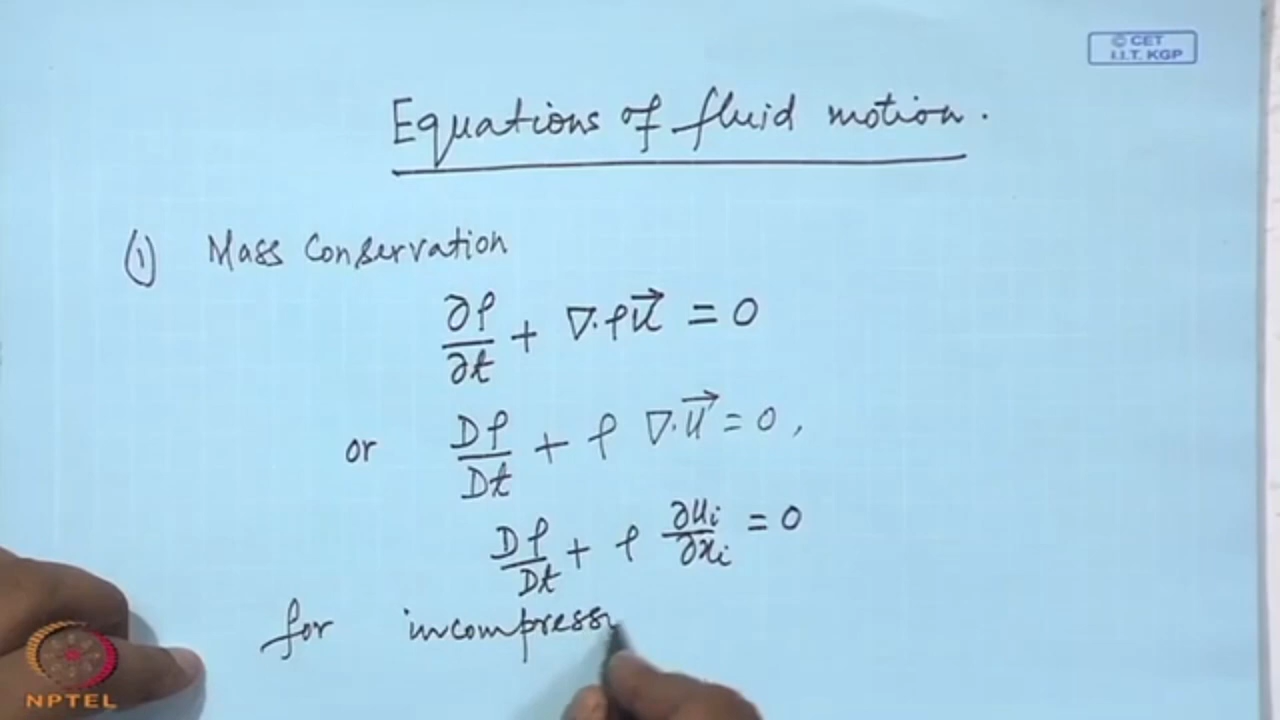 © CET
I.I.T. KGP
Equations of fluid motion.
(1) Mass Conservation
∂ρ/∂t + ∇.ρu⃗ = 0
or Dρ/Dt + ρ ∇.u⃗ = 0,
Dρ/Dt + ρ ∂uᵢ/∂xᵢ = 0
for incompress
NPTEL